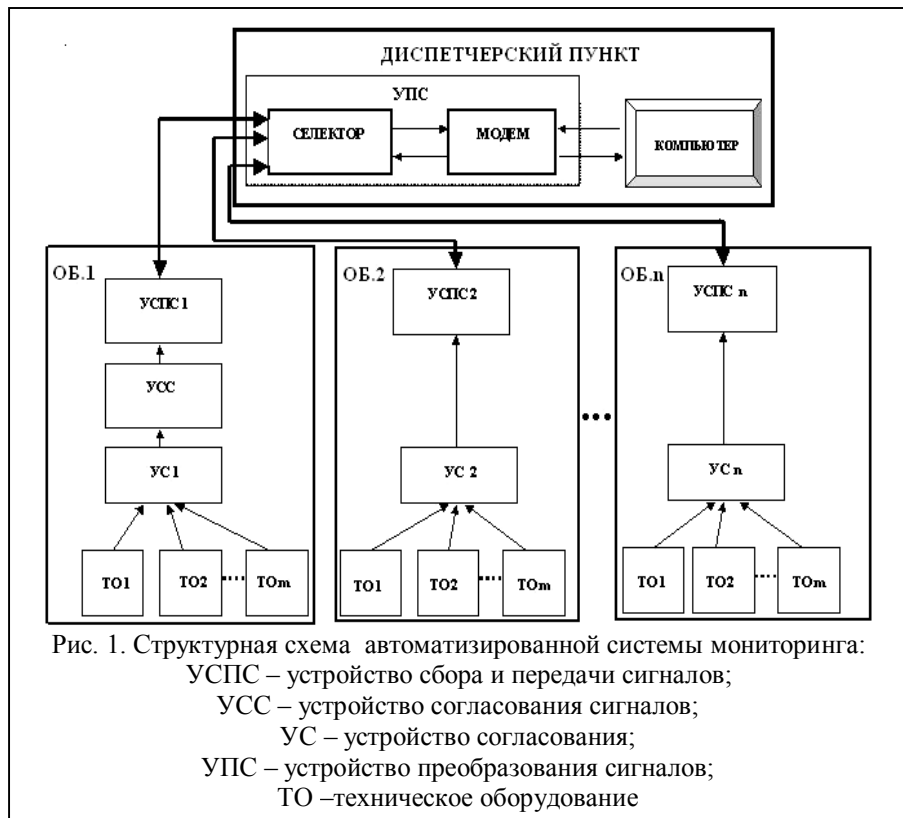 ДИСПЕТЧЕРСКИЙ ПУНКТ
УПС
СЕЛЕКТОР
МОДЕМ
КОМПЬЮТЕР
ОБ.1
УСПС1
УСС
УС1
ТО1
ТО2
ТОm
ОБ.2
УСПС2
УС 2
ТО1
ТО2
ТОm
...
ОБ.n
УСПС n
УС n
ТО1
ТО2
ТОm
Рис. 1. Структурная схема автоматизированной системы мониторинга:
УСПС – устройство сбора и передачи сигналов;
УСС – устройство согласования сигналов;
УС – устройство согласования;
УПС – устройство преобразования сигналов;
ТО –техническое оборудование